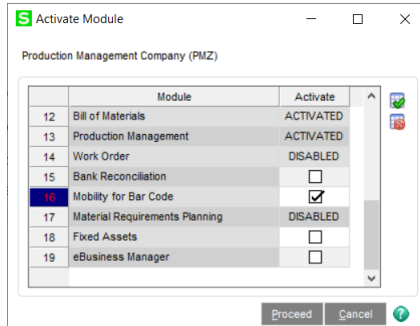 S Activate Module
Production Management Company (PMZ)
Module Activate
12 Bill of Materials ACTIVATED
13 Production Management ACTIVATED
14 Work Order DISABLED
15 Bank Reconciliation
16 Mobility for Bar Code
17 Material Requirements Planning DISABLED
18 Fixed Assets
19 eBusiness Manager
Proceed Cancel ?